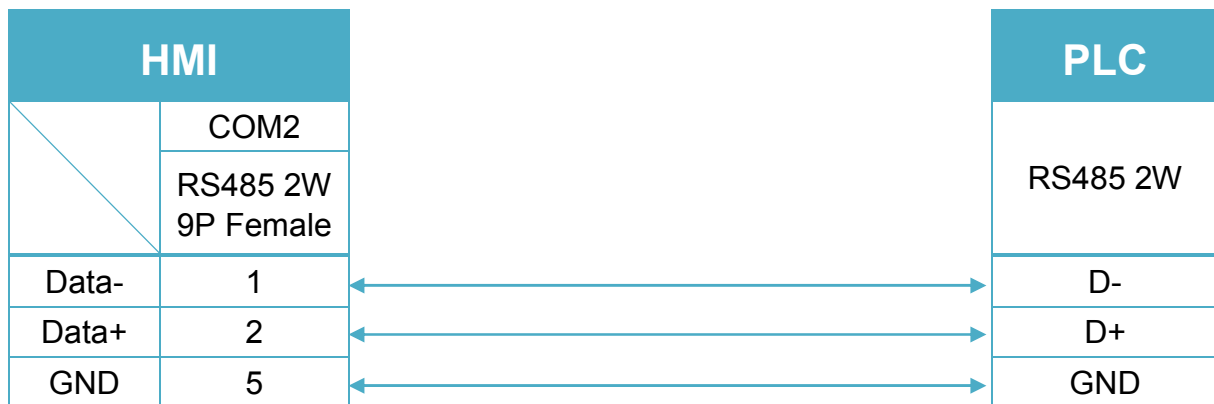 HMI
PLC
COM2
RS485 2W
9P Female
RS485 2W
Data- 1 D-
Data+ 2 D+
GND 5 GND